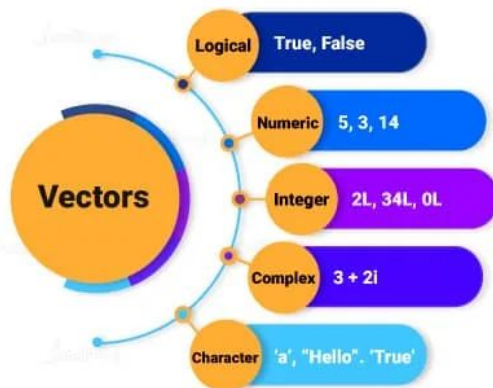 Logical
True, False
Numeric
5, 3, 14
Vectors
Integer
2L, 34L, 0L
Complex
3 + 2i
Character
'a', "Hello". 'True'